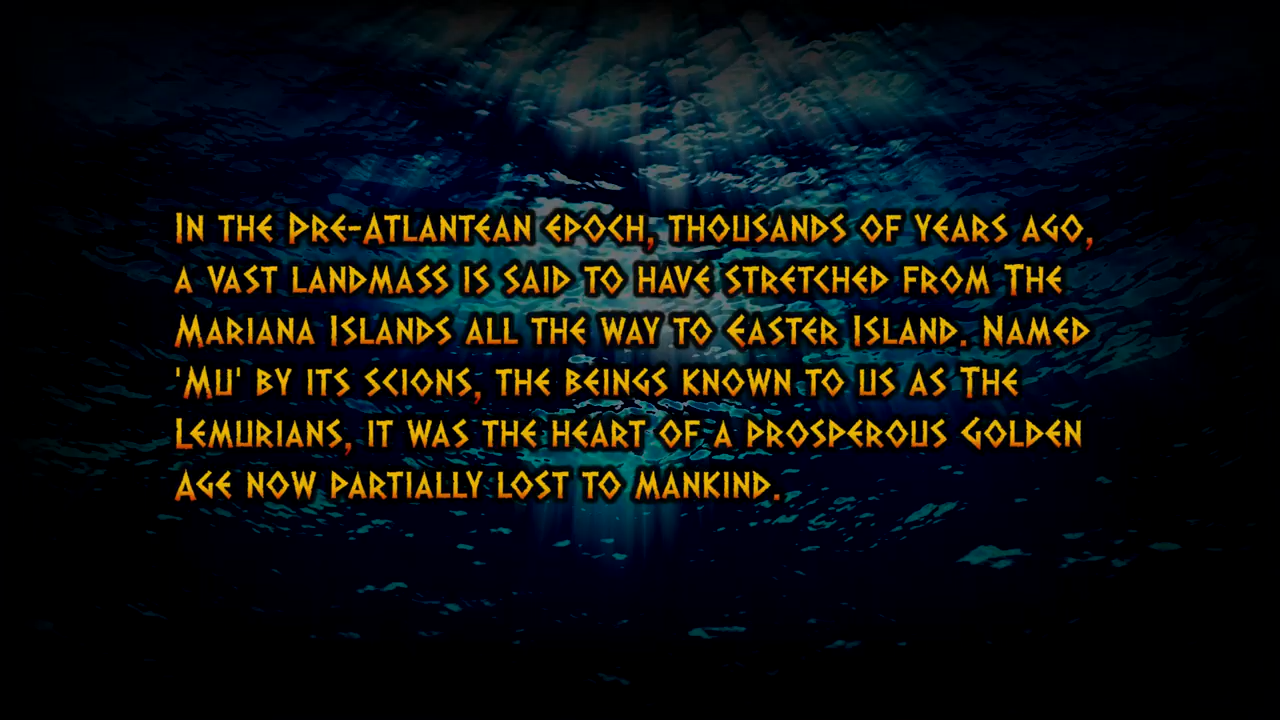 In the Pre-Atlantean epoch, thousands of years ago,
a vast landmass is said to have stretched from The
Mariana Islands all the way to Easter Island. Named
'Mu' by its scions, the beings known to us as The
Lemurians, it was the heart of a prosperous Golden
Age now partially lost to mankind.